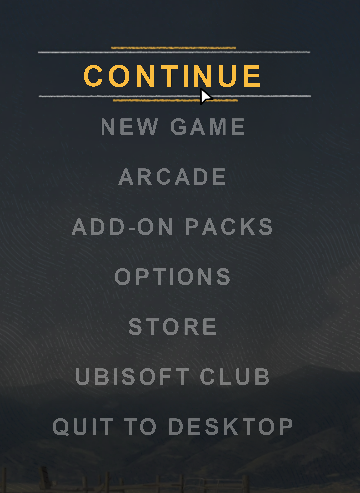 CONTINUE
NEW GAME
ARCADE
ADD-ON PACKS
OPTIONS
STORE
UBISOFT CLUB
QUIT TO DESKTOP